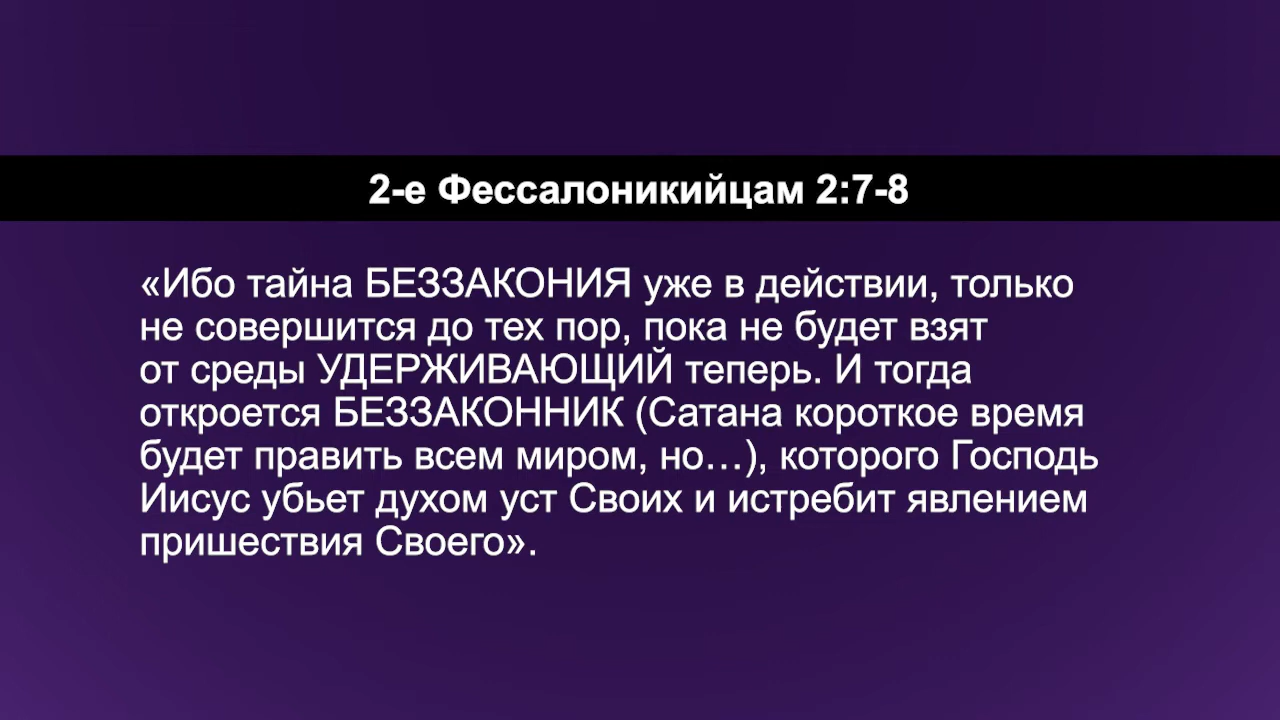 2-е Фессалоникийцам 2:7-8
«Ибо тайна БЕЗЗАКОНИЯ уже в действии, только
не совершится до тех пор, пока не будет взят
от среды УДЕРЖИВАЮЩИЙ теперь. И тогда
откроется БЕЗЗАКОННИК (Сатана короткое время
будет править всем миром, но…), которого Господь
Иисус убьет духом уст Своих и истребит явлением
пришествия Своего».